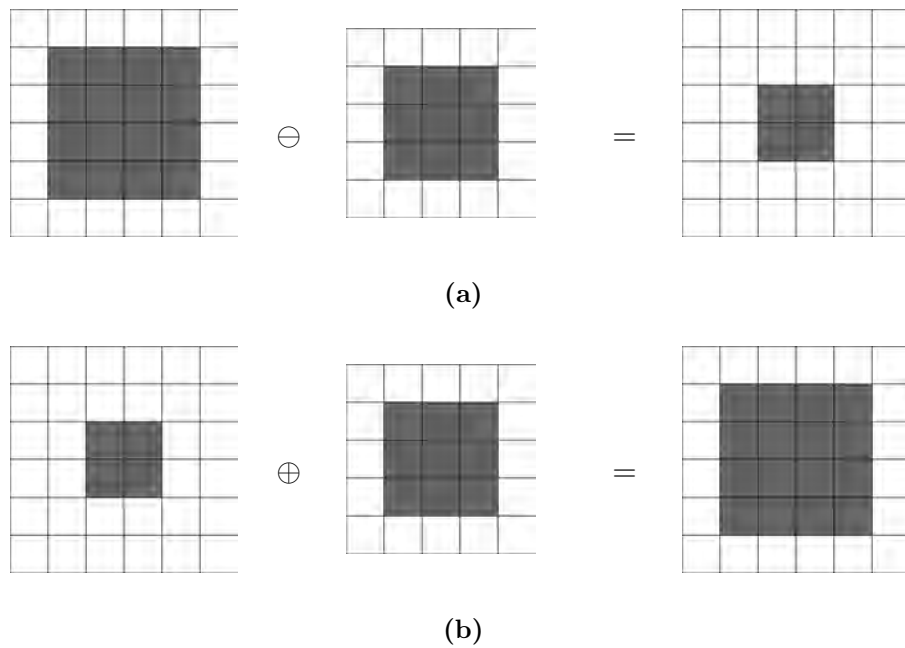 ⊖ =
(a)
⊕ =
(b)